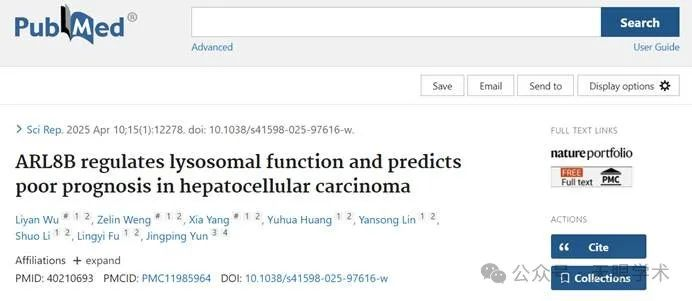 PubMed®
Search
Advanced
User Guide
Save
Email
Send to
Display options
Sci Rep. 2025 Apr 10;15(1):12278. doi: 10.1038/s41598-025-97616-w.
ARL8B regulates lysosomal function and predicts
poor prognosis in hepatocellular carcinoma
Liyan Wu # 1 2, Zelin Weng # 1 2, Xia Yang # 1 2, Yuhua Huang 1 2, Yansong Lin 1 2,
Shuo Li 1 2, Lingyi Fu 1 2, Jingping Yun 3 4
Affiliations + expand
PMID: 40210693 PMCID: PMC11985964 DOI: 10.1038/s41598-025-97616-w
FULL TEXT LINKS
nature portfolio
FREE
Full text
PMC
ACTIONS
Cite
Collections
公众号
学术